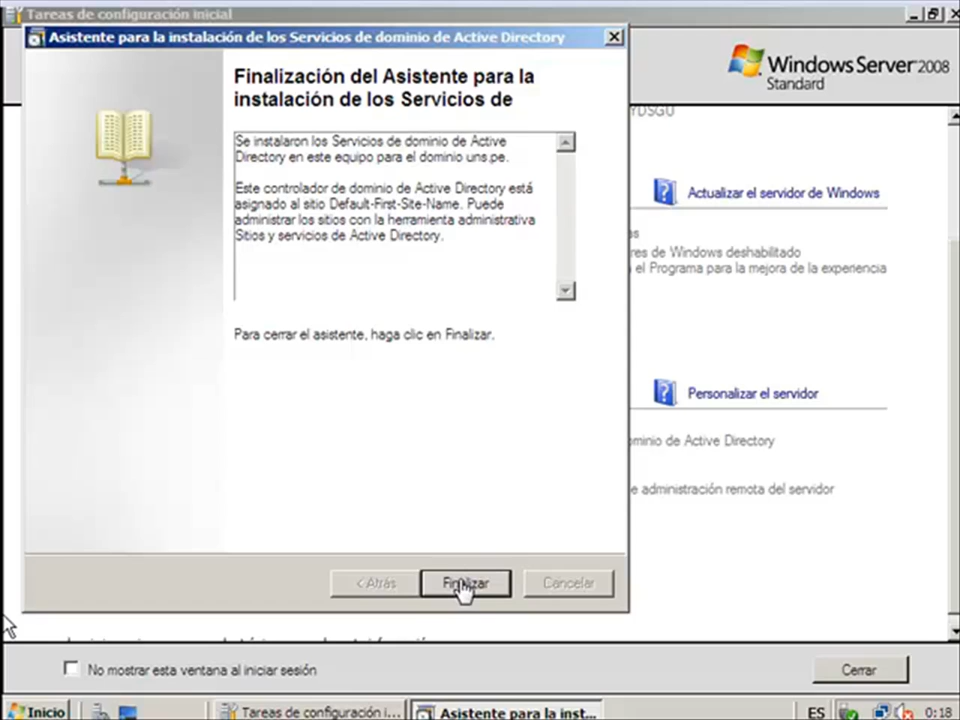 Tareas de configuración inicial
Asistente para la instalación de los Servicios de dominio de Active Directory
Finalización del Asistente para la
instalación de los Servicios de
Se instalaron los Servicios de dominio de Active
Directory en este equipo para el dominio uns.pe.
Este controlador de dominio de Active Directory está
asignado al sitio Default-First-Site-Name. Puede
administrar los sitios con la herramienta administrativa
Sitios y servicios de Active Directory.
Para cerrar el asistente, haga clic en Finalizar.
< Atrás
Finalizar
Cancelar
Windows Server 2008
Standard
YDSGU
Actualizar el servidor de Windows
as
res de Windows deshabilitado
el Programa para la mejora de la experiencia
Personalizar el servidor
minio de Active Directory
e administración remota del servidor
No mostrar esta ventana al iniciar sesión
Cerrar
Inicio
Tareas de configuración i...
Asistente para la inst...
ES
0:18